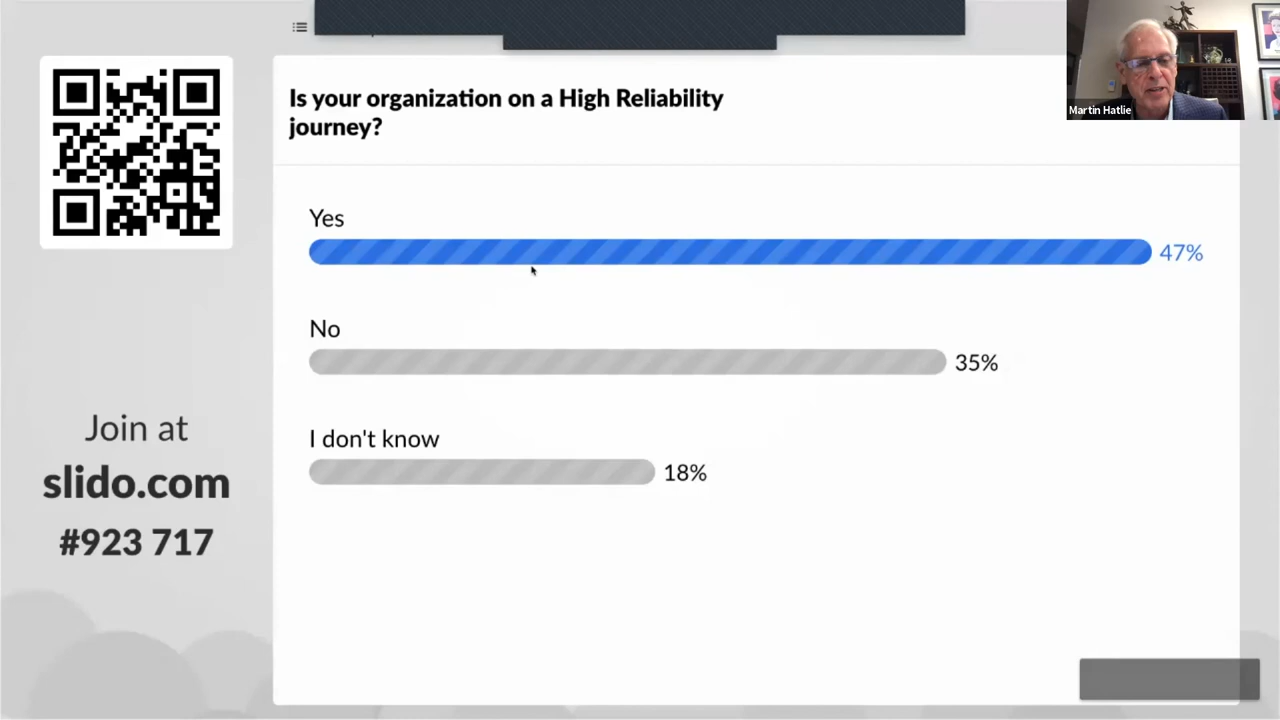 Martin Hatlie
Is your organization on a High Reliability
journey?
Yes
47%
No
35%
I don't know
18%
Join at
slido.com
#923 717